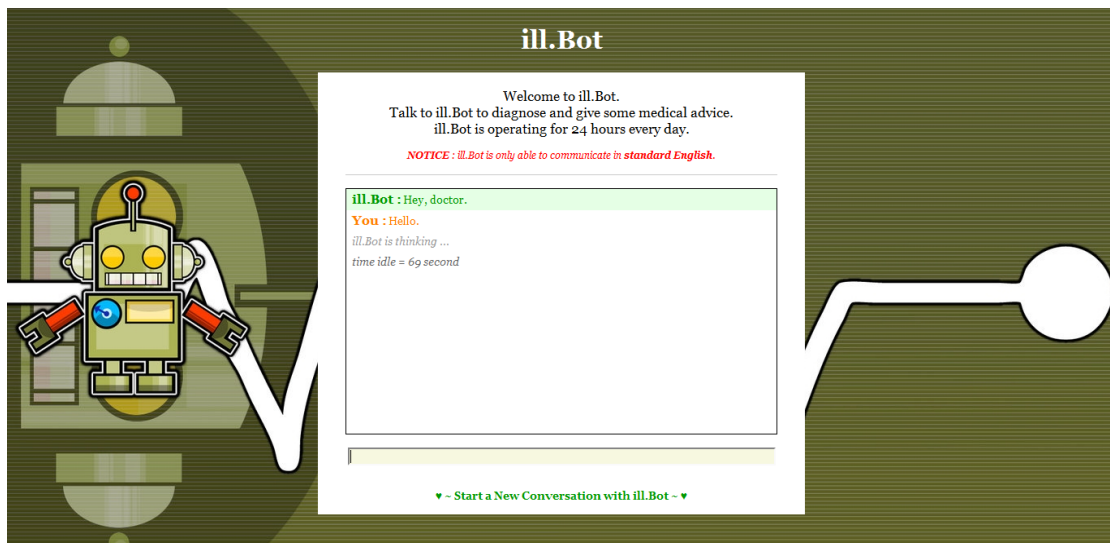 ill.Bot
Welcome to ill.Bot.
Talk to ill.Bot to diagnose and give some medical advice.
ill.Bot is operating for 24 hours every day.
NOTICE : ill.Bot is only able to communicate in standard English.
ill.Bot : Hey, doctor.
You : Hello.
ill.Bot is thinking ...
time idle = 69 second
♥ ~ Start a New Conversation with ill.Bot ~ ♥